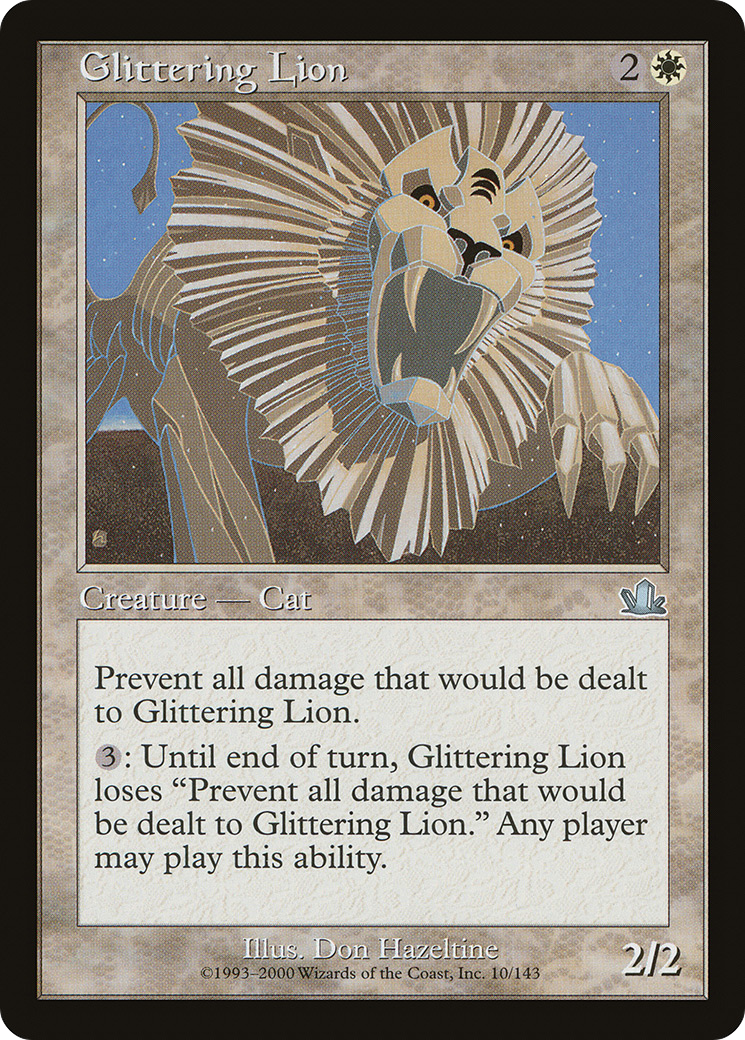 Glittering Lion 2
Creature — Cat
Prevent all damage that would be dealt
to Glittering Lion.
3: Until end of turn, Glittering Lion
loses “Prevent all damage that would
be dealt to Glittering Lion.” Any player
may play this ability.
Illus. Don Hazeltine
©1993–2000 Wizards of the Coast, Inc. 10/143
2/2